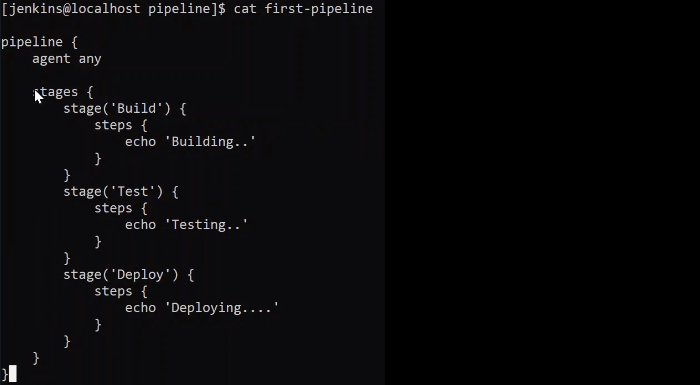 [jenkins@localhost pipeline]$ cat first-pipeline
pipeline {
    agent any
    stages {
        stage('Build') {
            steps {
                echo 'Building..'
            }
        }
        stage('Test') {
            steps {
                echo 'Testing..'
            }
        }
        stage('Deploy') {
            steps {
                echo 'Deploying....'
            }
        }
    }
}